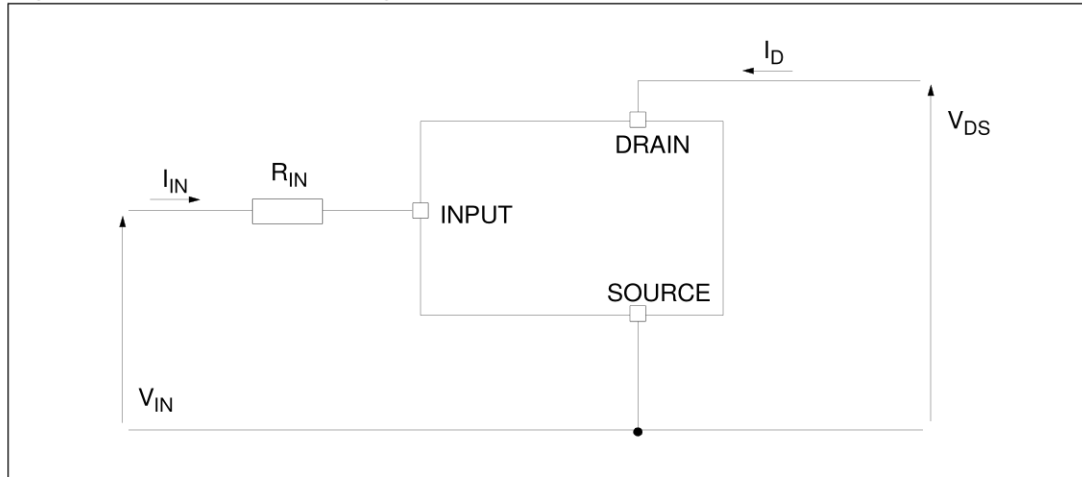 I_D
V_DS
DRAIN
I_IN
R_IN
INPUT
SOURCE
V_IN